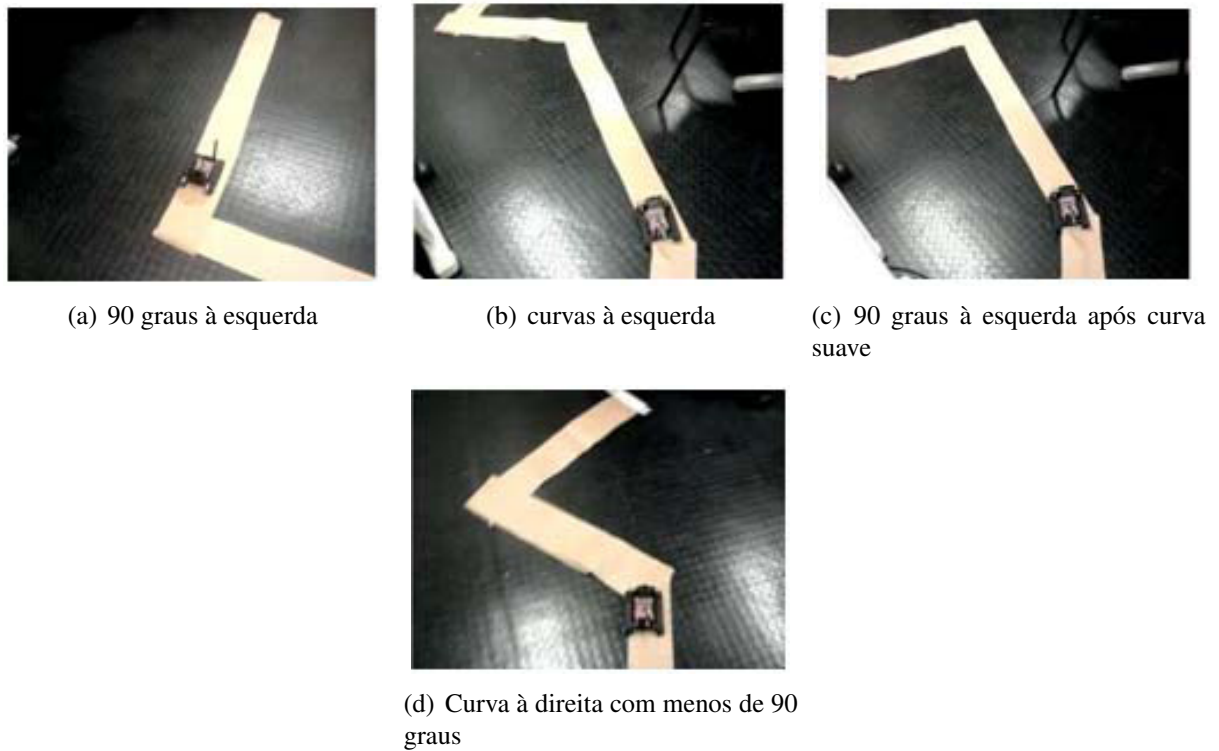 (a) 90 graus à esquerda
(b) curvas à esquerda
(c) 90 graus à esquerda após curva
suave
(d) Curva à direita com menos de 90
graus